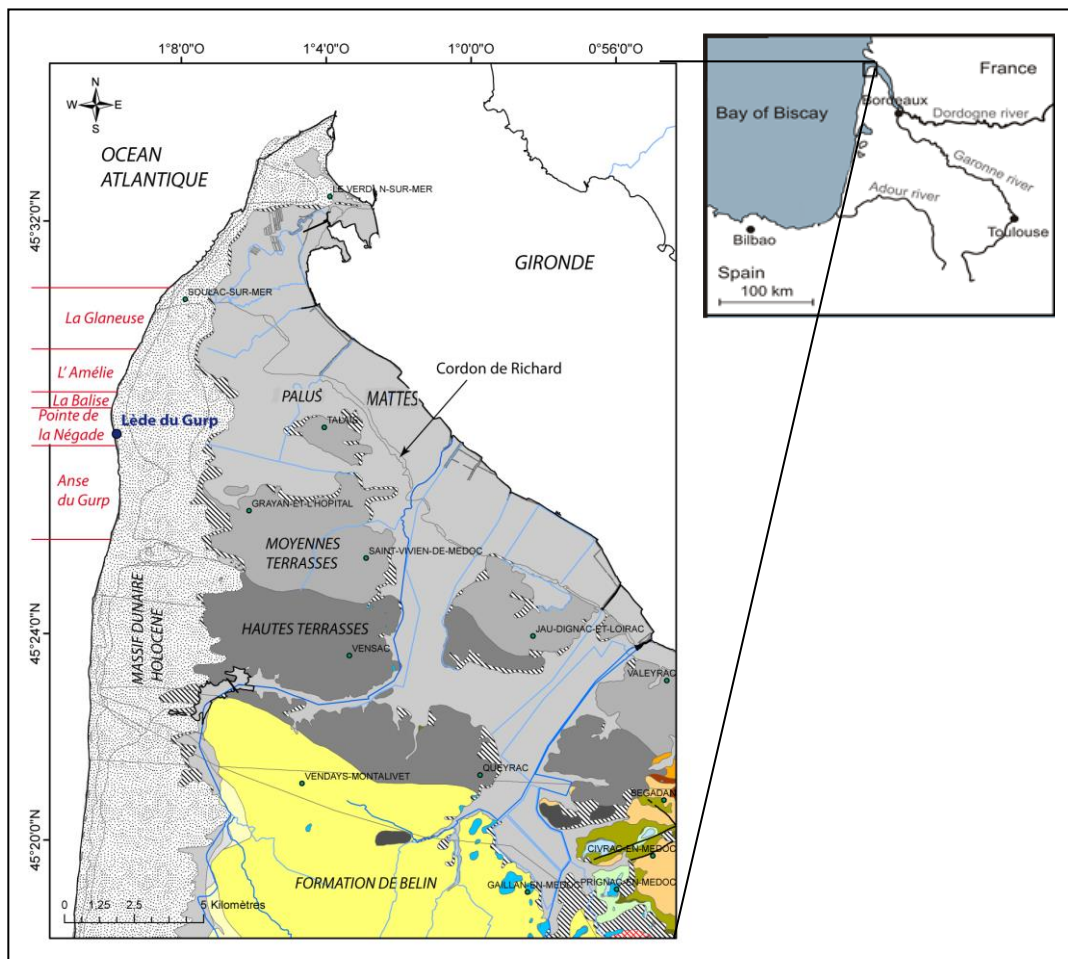 1°8'0"O
1°4'0"O
1°0'0"O
0°56'0"O
N
W E
S
OCEAN
ATLANTIQUE
LE VERDON-SUR-MER
45°32'0"N
GIRONDE
SOULAC-SUR-MER
La Glaneuse
L' Amélie
Cordon de Richard
La Balise
PALUS
MATTES
Pointe de
la Négade
Lède du Gurp
TALAIS
Anse
du Gurp
GRAYAN-ET-L'HOPITAL
MOYENNES
TERRASSES
SAINT-VIVIEN-DE-MEDOC
45°24'0"N
HAUTES TERRASSES
JAU-DIGNAC-ET-LOIRAC
MASSIF DUNAIRE
HOLOCENE
VENSAC
VALEYRAC
VENDAYS-MONTALIVET
QUEYRAC
BEGADAN
45°20'0"N
CIVRAC-EN-MEDOC
FORMATION DE BELIN
GAILLAN-EN-MEDOC
PRIGNAC-EN-MEDOC
0 1,25 2,5 5 Kilomètres
France
Bay of Biscay
Bordeaux
Dordogne river
Garonne river
Adour river
Toulouse
Bilbao
Spain
100 km